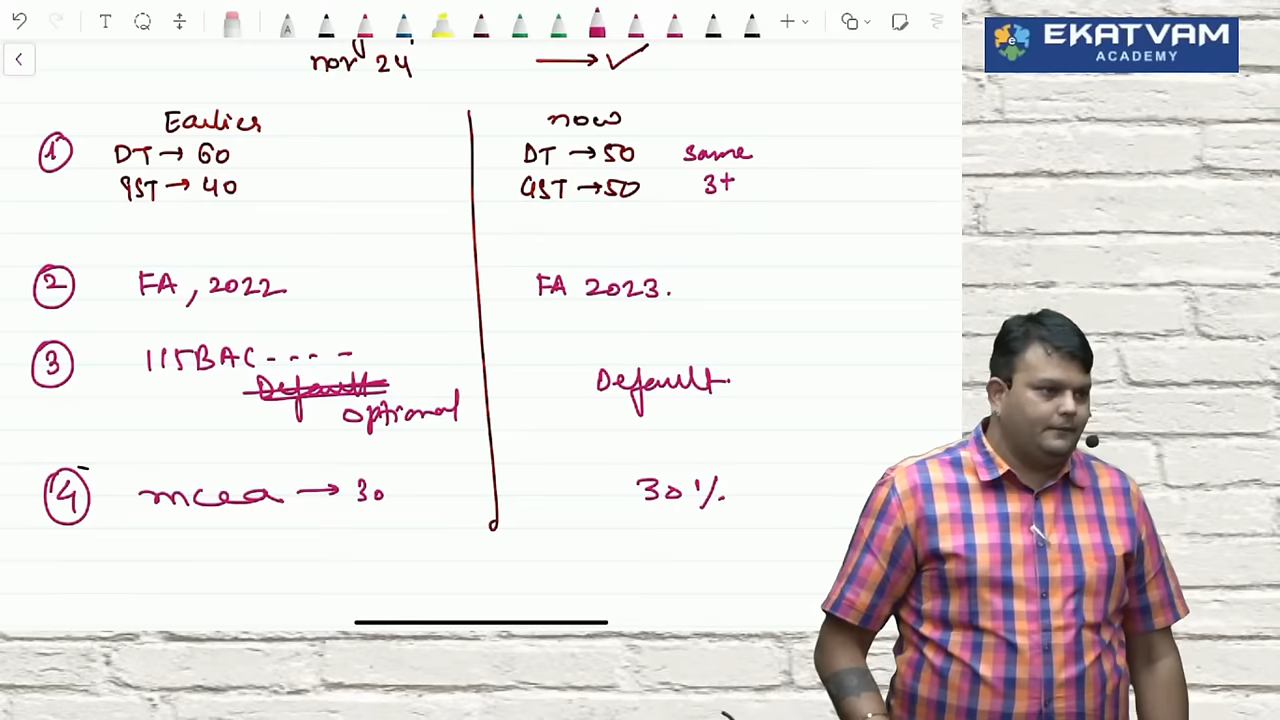 EKATVAM
ACADEMY
nov 24 → ✓
Earlier now
1 DT → 60 DT → 50 same
GST → 40 GST → 50 3+
2 FA, 2022 FA 2023.
3 115BAC - - - -
Default Default
optional
4 mcqa → 30 30%